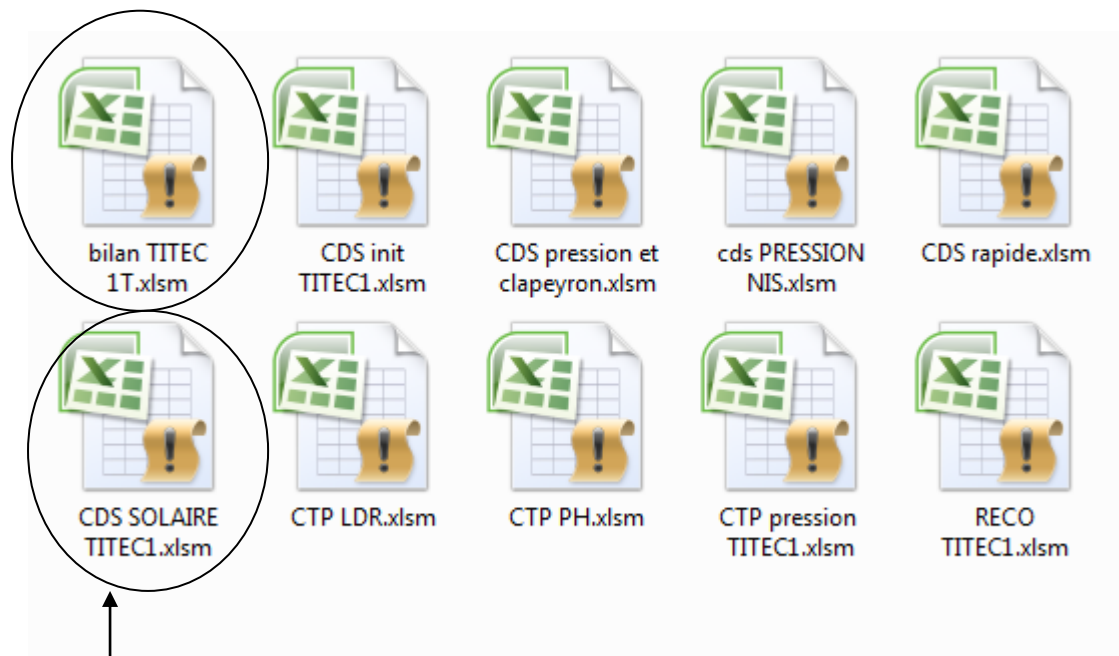 bilan TITEC
1T.xlsm
CDS init
TITEC1.xlsm
CDS pression et
clapeyron.xlsm
cds PRESSION
NIS.xlsm
CDS rapide.xlsm
CDS SOLAIRE
TITEC1.xlsm
CTP LDR.xlsm
CTP PH.xlsm
CTP pression
TITEC1.xlsm
RECO
TITEC1.xlsm